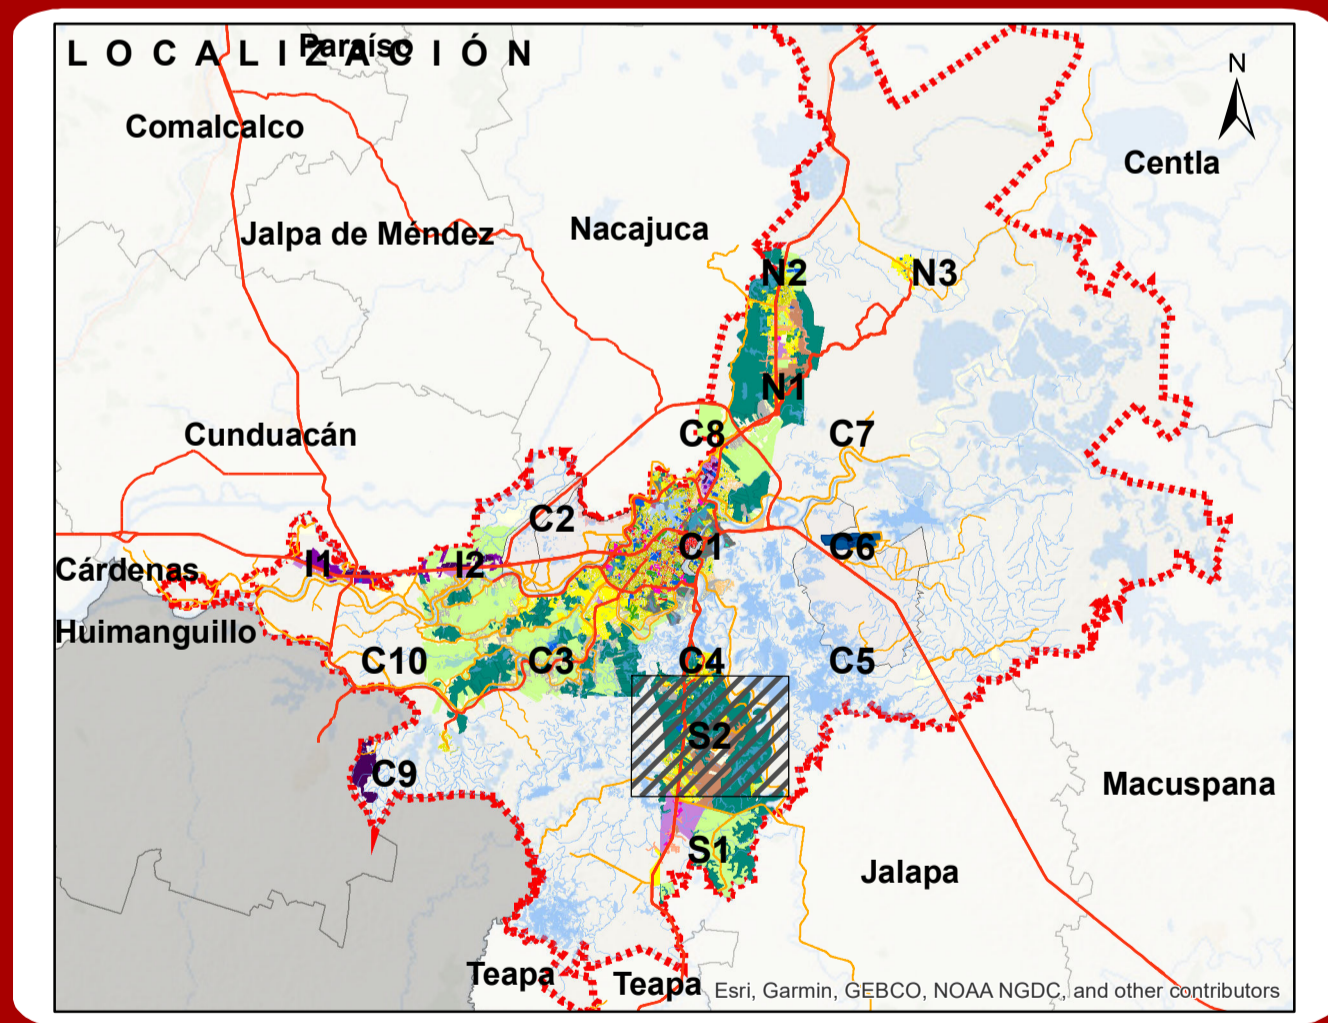 LOCALIZACIÓN
Paraíso
N
Comalcalco
Centla
Jalpa de Méndez
Nacajuca
N2
N3
N1
Cunduacán
C8
C7
C2
C1
C6
I1
I2
Cárdenas
Huimanguillo
C10
C3
C4
C5
S2
C9
Macuspana
S1
Jalapa
Teapa
Teapa
Esri, Garmin, GEBCO, NOAA NGDC, and other contributors